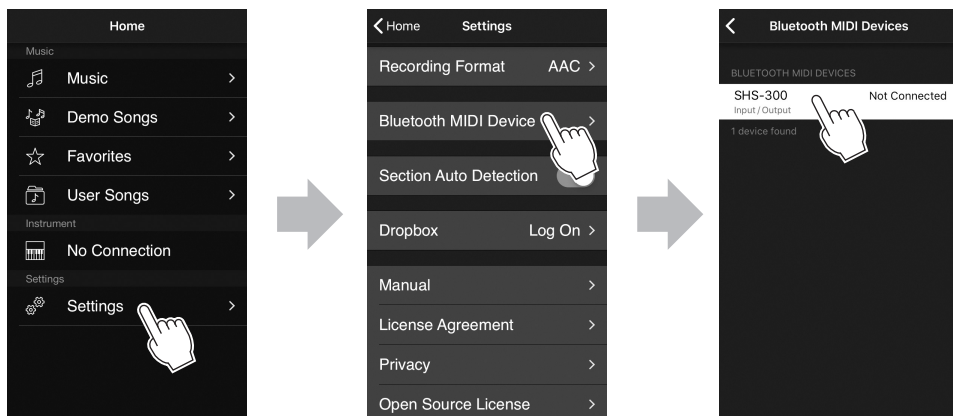 Home
Music
Music
Demo Songs
Favorites
User Songs
Instrument
No Connection
Settings
Settings
Home Settings
Recording Format AAC
Bluetooth MIDI Device
Section Auto Detection
Dropbox Log On
Manual
License Agreement
Privacy
Open Source License
Bluetooth MIDI Devices
BLUETOOTH MIDI DEVICES
SHS-300 Not Connected
Input / Output
1 device found